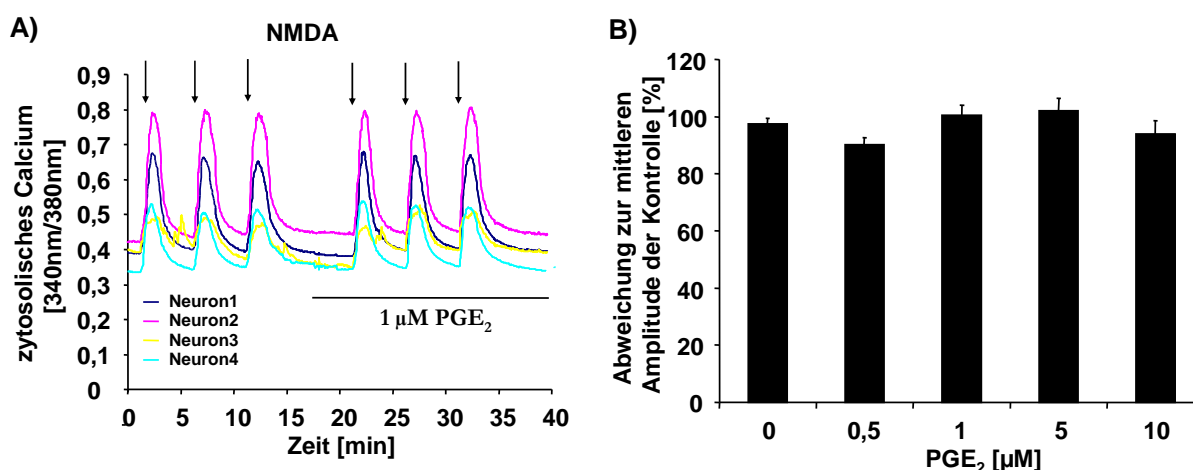 A)
NMDA
zytosolisches Calcium
[340nm/380nm]
0,9
0,8
0,7
0,6
0,5
0,4
0,3
0,2
0,1
0
Neuron1
Neuron2
Neuron3
Neuron4
1 µM PGE2
0 5 10 15 20 25 30 35 40
Zeit [min]
B)
Abweichung zur mittleren
Amplitude der Kontrolle [%]
120
100
80
60
40
20
0
0 0,5 1 5 10
PGE2 [µM]